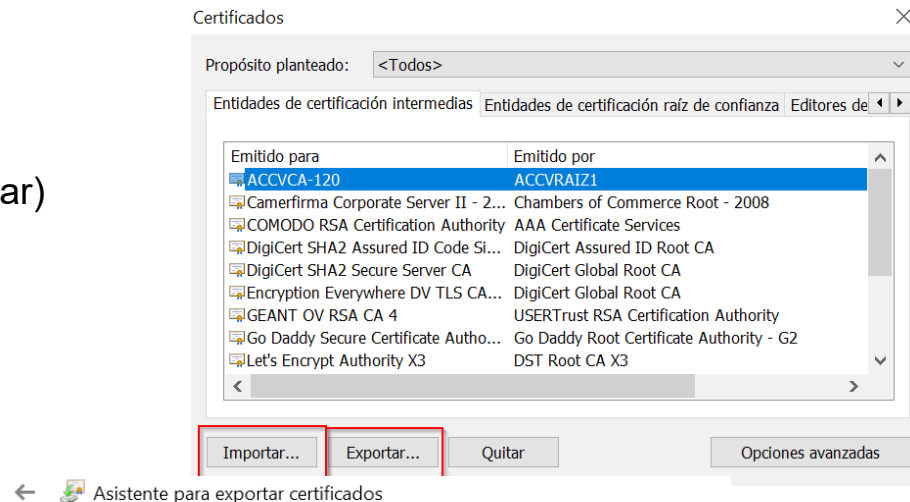 Certificados
Propósito planteado: <Todos>
Entidades de certificación intermedias Entidades de certificación raíz de confianza Editores de
ar)
Emitido para Emitido por
ACCVCA-120 ACCVRAIZ1
Camerfirma Corporate Server II - 2... Chambers of Commerce Root - 2008
COMODO RSA Certification Authority AAA Certificate Services
DigiCert SHA2 Assured ID Code Si... DigiCert Assured ID Root CA
DigiCert SHA2 Secure Server CA DigiCert Global Root CA
Encryption Everywhere DV TLS CA... DigiCert Global Root CA
GEANT OV RSA CA 4 USERTrust RSA Certification Authority
Go Daddy Secure Certificate Autho... Go Daddy Root Certificate Authority - G2
Let's Encrypt Authority X3 DST Root CA X3
Importar... Exportar... Quitar Opciones avanzadas
Asistente para exportar certificados